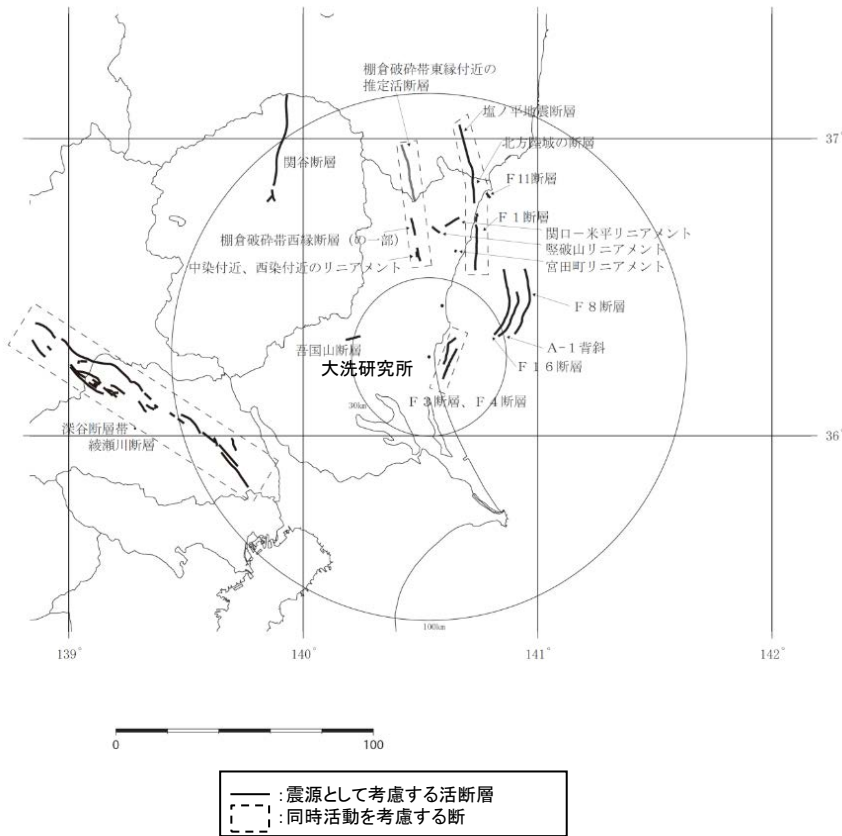 棚倉破砕帯東縁付近の
推定活断層
塩ノ平地震断層
37°
北方陸域の断層
関谷断層
F11断層
F1断層
関口－米平リニアメント
棚倉破砕帯西縁断層（の一部）
竪破山リニアメント
中染付近、西染付近のリニアメント
宮田町リニアメント
F8断層
A-1背斜
吾国山断層
大洗研究所
F16断層
F3断層、F4断層
30km
深谷断層帯・
綾瀬川断層
36°
100km
139°
140°
141°
142°
0
100
：震源として考慮する活断層
：同時活動を考慮する断